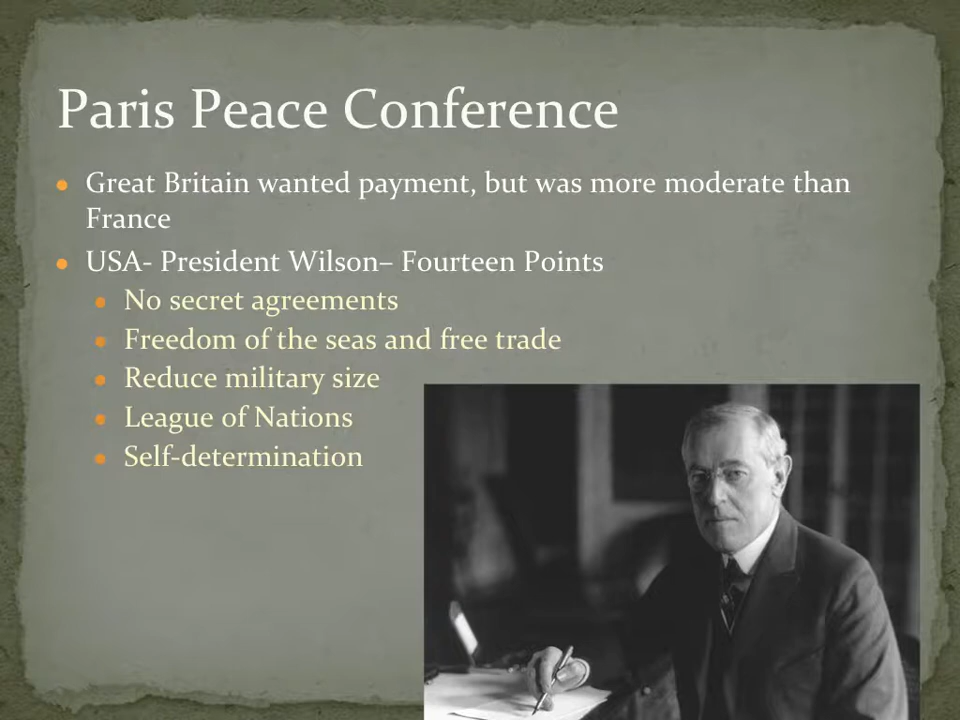 Paris Peace Conference
Great Britain wanted payment, but was more moderate than
France
USA- President Wilson– Fourteen Points
No secret agreements
Freedom of the seas and free trade
Reduce military size
League of Nations
Self-determination